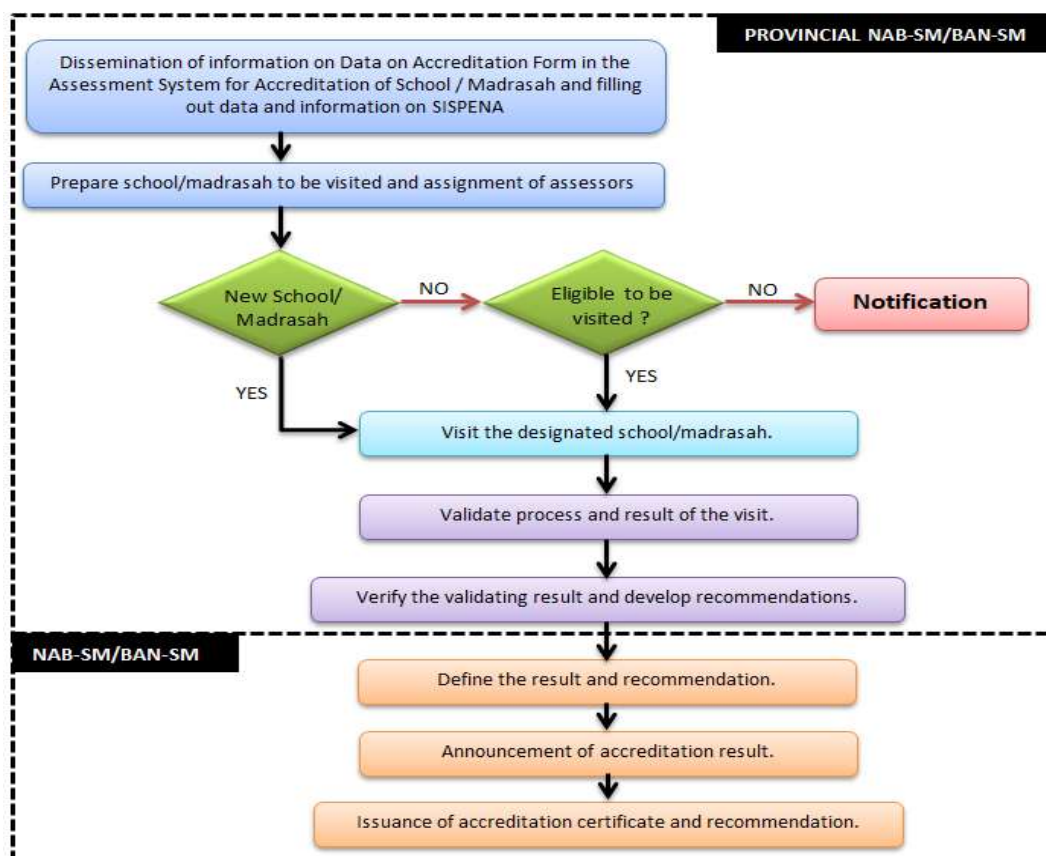 PROVINCIAL NAB-SM/BAN-SM
Dissemination of information on Data on Accreditation Form in the
Assessment System for Accreditation of School / Madrasah and filling
out data and information on SISPENA
Prepare school/madrasah to be visited and assignment of assessors
New School/
Madrasah
NO
Eligible to be
visited ?
NO
Notification
YES
YES
Visit the designated school/madrasah.
Validate process and result of the visit.
Verify the validating result and develop recommendations.
NAB-SM/BAN-SM
Define the result and recommendation.
Announcement of accreditation result.
Issuance of accreditation certificate and recommendation.